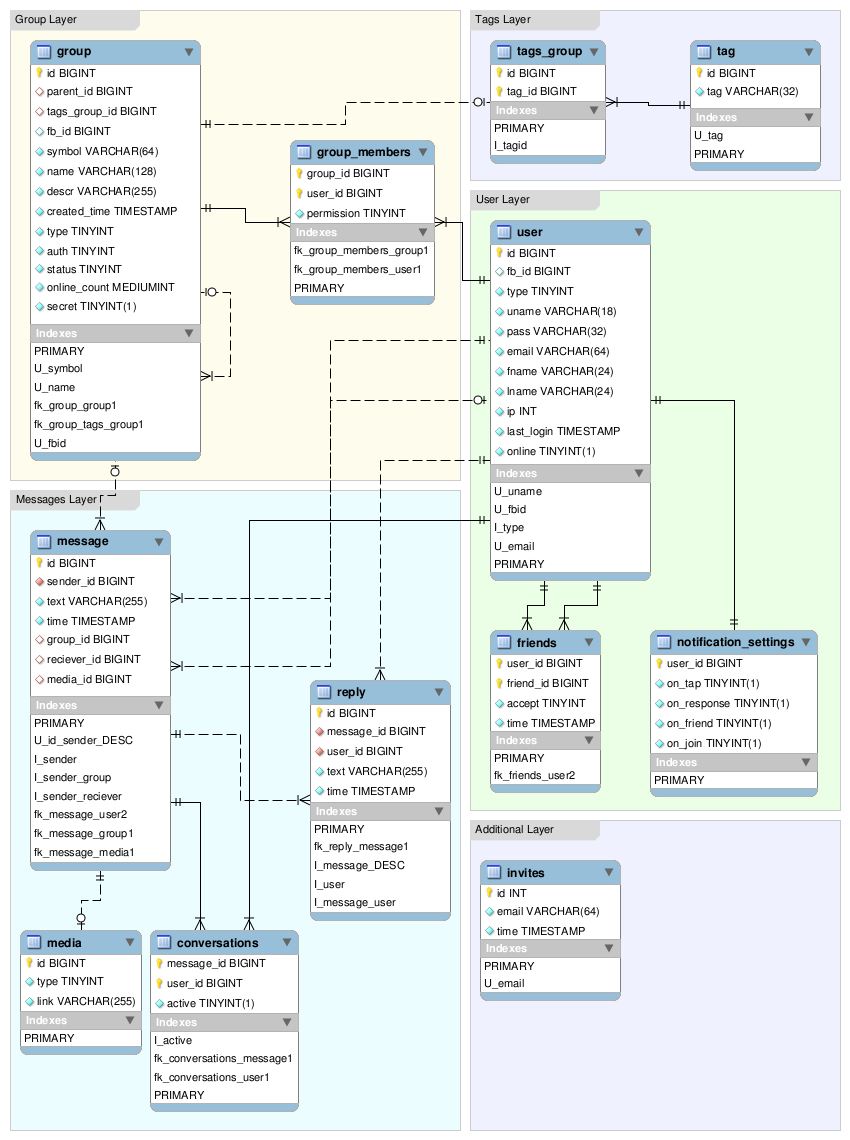 Group Layer
group
id BIGINT
parent_id BIGINT
tags_group_id BIGINT
fb_id BIGINT
symbol VARCHAR(64)
name VARCHAR(128)
descr VARCHAR(255)
created_time TIMESTAMP
type TINYINT
auth TINYINT
status TINYINT
online_count MEDIUMINT
secret TINYINT(1)
Indexes
PRIMARY
U_symbol
U_name
fk_group_group1
fk_group_tags_group1
U_fbid
group_members
group_id BIGINT
user_id BIGINT
permission TINYINT
Indexes
fk_group_members_group1
fk_group_members_user1
PRIMARY
Tags Layer
tags_group
id BIGINT
tag_id BIGINT
Indexes
PRIMARY
I_tagid
tag
id BIGINT
tag VARCHAR(32)
Indexes
U_tag
PRIMARY
User Layer
user
id BIGINT
fb_id BIGINT
type TINYINT
uname VARCHAR(18)
pass VARCHAR(32)
email VARCHAR(64)
fname VARCHAR(24)
lname VARCHAR(24)
ip INT
last_login TIMESTAMP
online TINYINT(1)
Indexes
U_uname
U_fbid
I_type
U_email
PRIMARY
friends
user_id BIGINT
friend_id BIGINT
accept TINYINT
time TIMESTAMP
Indexes
PRIMARY
fk_friends_user2
notification_settings
user_id BIGINT
on_tap TINYINT(1)
on_response TINYINT(1)
on_friend TINYINT(1)
on_join TINYINT(1)
Indexes
PRIMARY
Messages Layer
message
id BIGINT
sender_id BIGINT
text VARCHAR(255)
time TIMESTAMP
group_id BIGINT
reciever_id BIGINT
media_id BIGINT
Indexes
PRIMARY
U_id_sender_DESC
I_sender
I_sender_group
I_sender_reciever
fk_message_user2
fk_message_group1
fk_message_media1
reply
id BIGINT
message_id BIGINT
user_id BIGINT
text VARCHAR(255)
time TIMESTAMP
Indexes
PRIMARY
fk_reply_message1
I_message_DESC
I_user
I_message_user
media
id BIGINT
type TINYINT
link VARCHAR(255)
Indexes
PRIMARY
conversations
message_id BIGINT
user_id BIGINT
active TINYINT(1)
Indexes
I_active
fk_conversations_message1
fk_conversations_user1
PRIMARY
Additional Layer
invites
id INT
email VARCHAR(64)
time TIMESTAMP
Indexes
PRIMARY
U_email